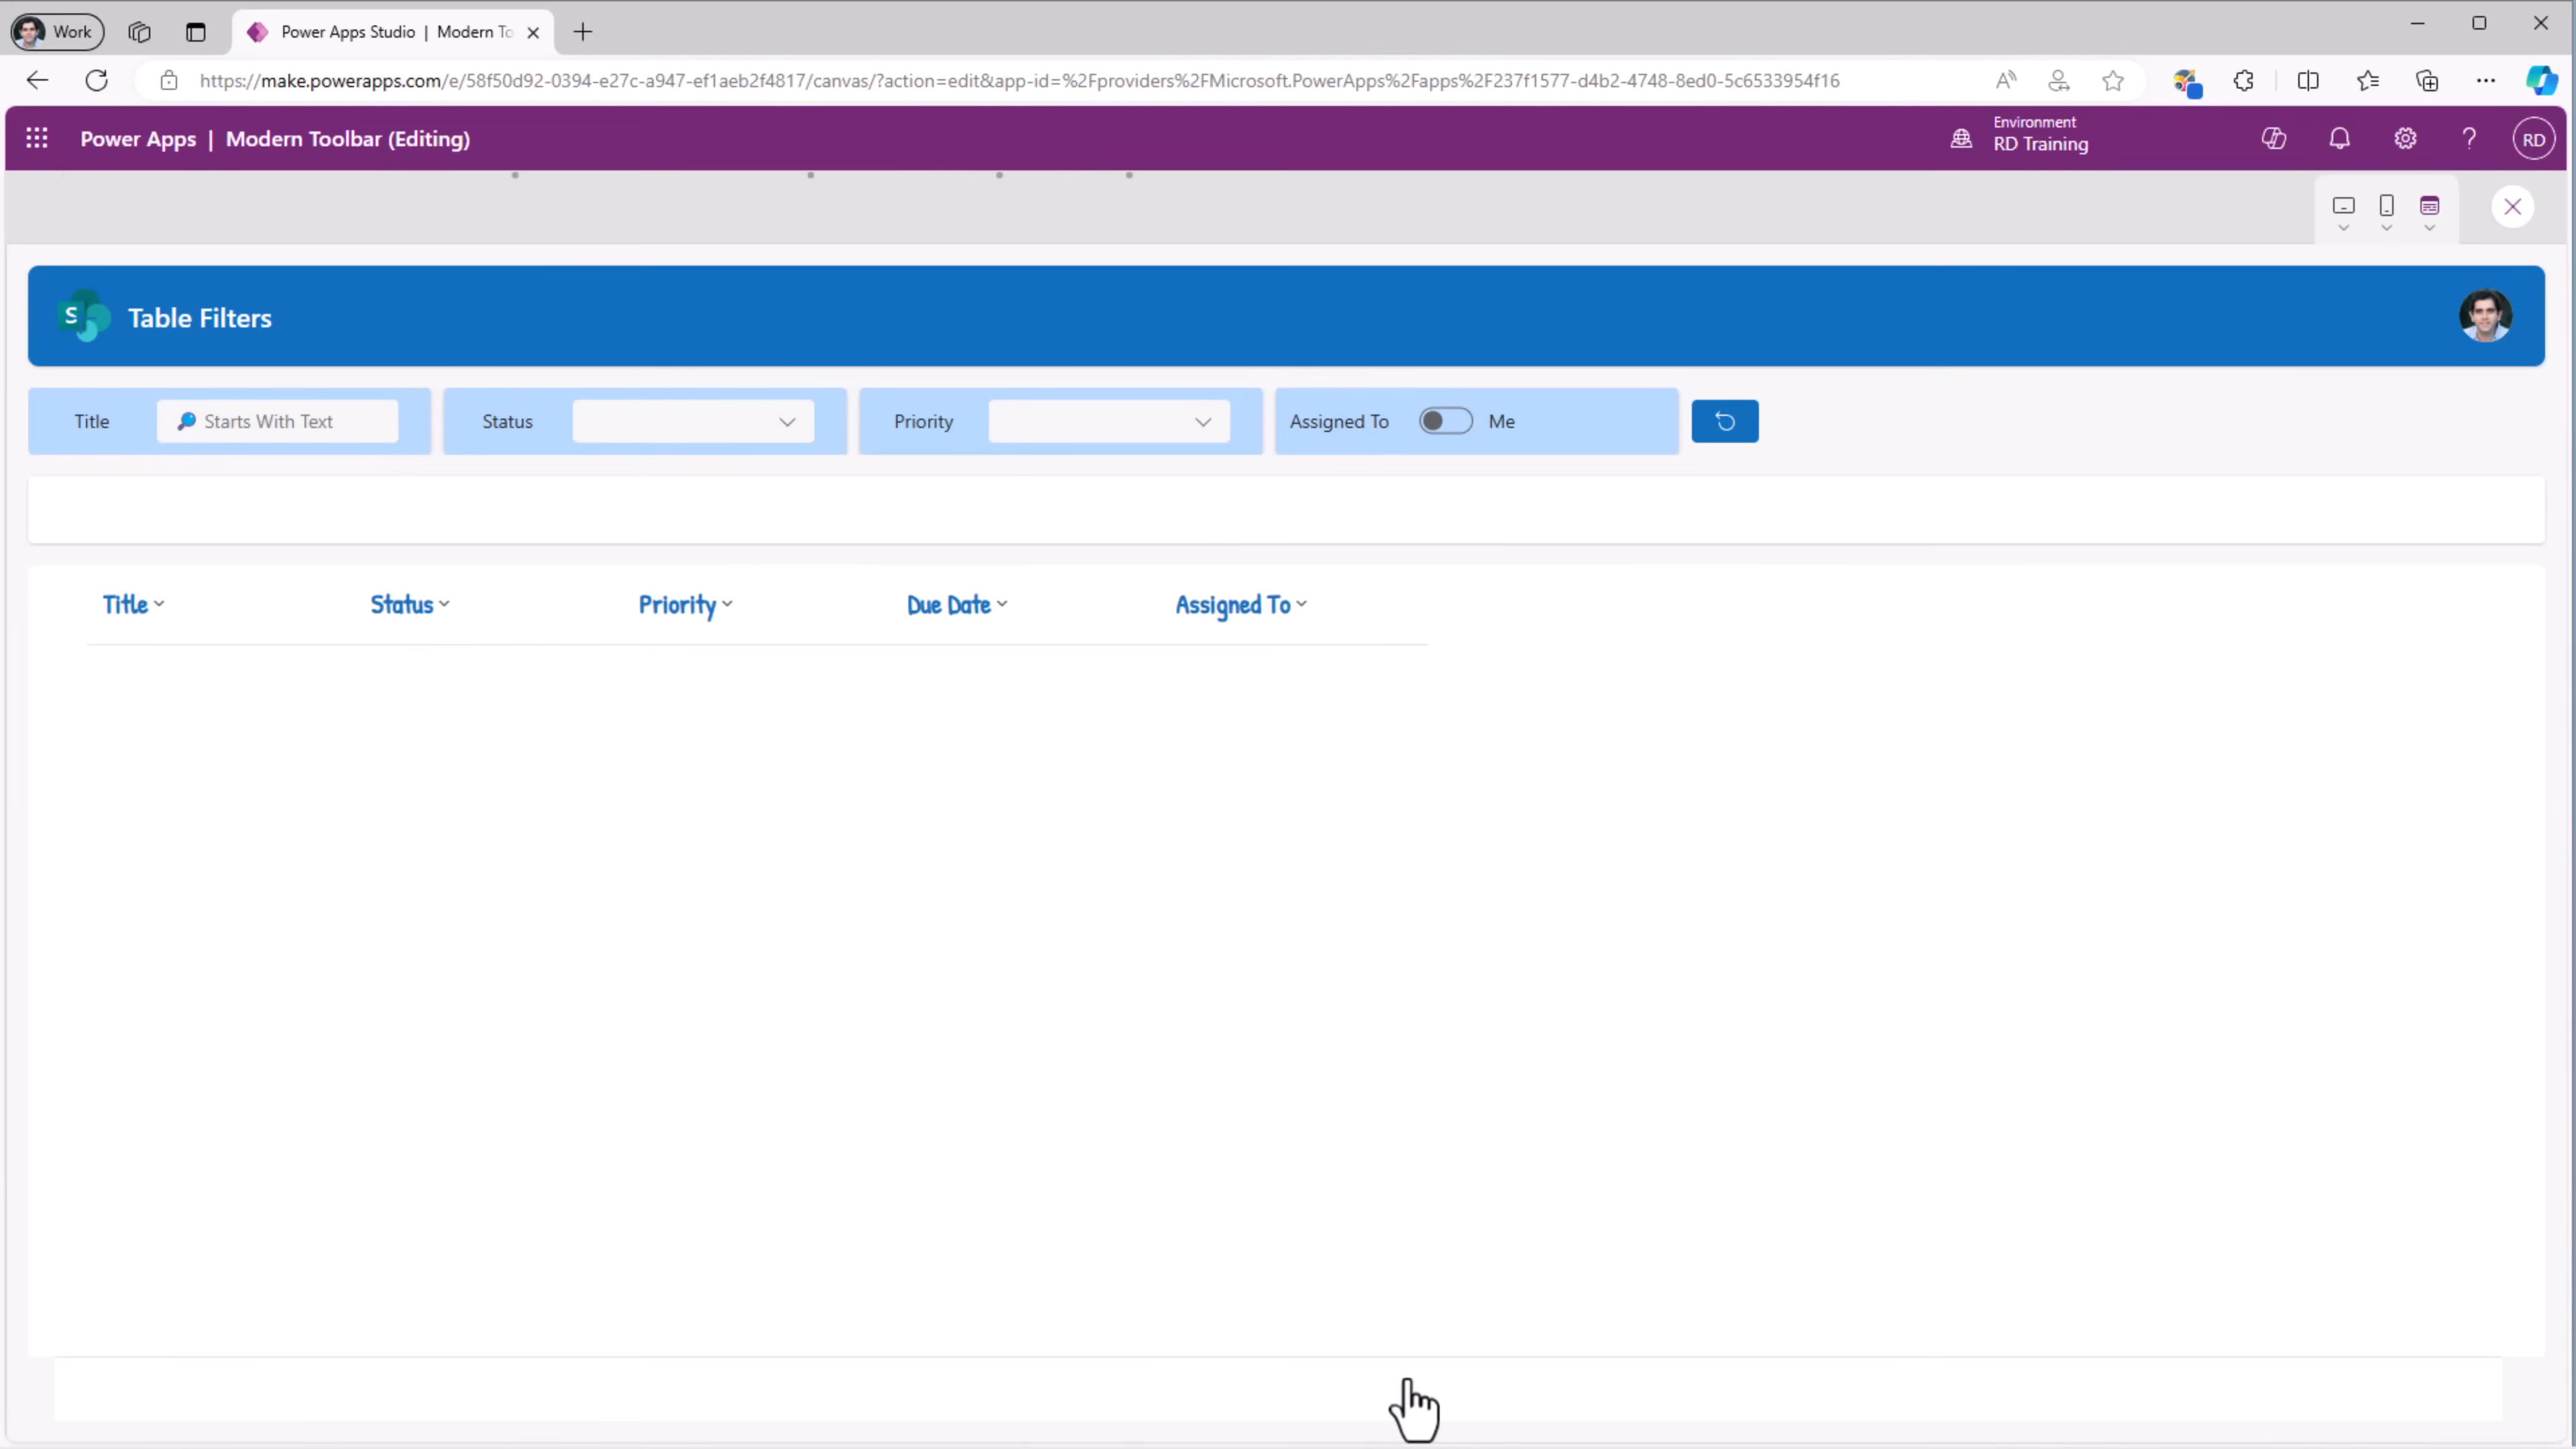 Work
Power Apps Studio | Modern To
https://make.powerapps.com/e/58f50d92-0394-e27c-a947-ef1aeb2f4817/canvas/?action=edit&app-id=%2Fproviders%2FMicrosoft.PowerApps%2Fapps%2F237f1577-d4b2-4748-8ed0-5c6533954f16
Power Apps | Modern Toolbar (Editing)
Environment
RD Training
RD
S Table Filters
Title Starts With Text Status Priority Assigned To Me
Title Status Priority Due Date Assigned To